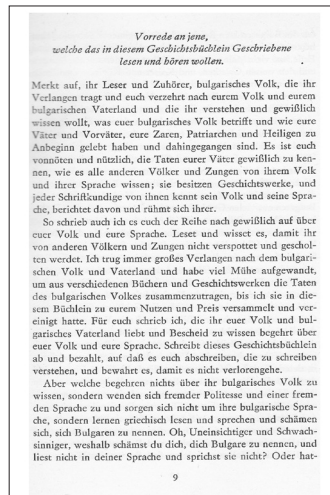 Vorrede an jene,
welche das in diesem Geschichtsbüchlein Geschriebene
lesen und hören wollen.
Merkt auf, ihr Leser und Zuhörer, bulgarisches Volk, die ihr
Verlangen tragt und euch verzehrt nach eurem Volk und eurem
bulgarischen Vaterland und die ihr verstehen und gewißlich
wissen wollt, was euer bulgarisches Volk betrifft und wie eure
Väter und Vorväter, eure Zaren, Patriarchen und Heiligen zu
Anbeginn gelebt haben und dahingegangen sind. Es ist euch
vonnöten und nützlich, die Taten eurer Väter gewißlich zu ken-
nen, wie es alle anderen Völker und Zungen von ihrem Volk
und ihrer Sprache wissen; sie besitzen Geschichtswerke, und
jeder Schriftkundige von ihnen kennt sein Volk und seine Spra-
che, berichtet davon und rühmt sich ihrer.
So schrieb auch ich es euch der Reihe nach gewißlich auf über
euer Volk und eure Sprache. Leset und wisset es, damit ihr
von anderen Völkern und Zungen nicht verspottet und geschol-
ten werdet. Ich trug immer großes Verlangen nach dem bulgari-
schen Volk und Vaterland und habe viel Mühe aufgewandt,
um aus verschiedenen Büchern und Geschichtswerken die Taten
des bulgarischen Volkes zusammenzutragen, bis ich sie in die-
sem Büchlein zu eurem Nutzen und Preis versammelt und ver-
einigt hatte. Für euch schrieb ich, die ihr euer Volk und bul-
garisches Vaterland liebt und Bescheid zu wissen begehrt über
euer Volk und eure Sprache. Schreibt dieses Geschichtsbüchlein
ab und bezahlt, auf daß es euch abschreiben, die zu schreiben
verstehen, und bewahrt es, damit es nicht verlorengehe.
Aber welche begehren nichts über ihr bulgarisches Volk zu
wissen, sondern wenden sich fremder Politesse und einer frem-
den Sprache zu und sorgen sich nicht um ihre bulgarische Spra-
che, sondern lernen griechisch lesen und sprechen und schämen
sich, sich Bulgaren zu nennen. Oh, Uneinsichtiger und Schwach-
sinniger, weshalb schämst du dich, dich Bulgare zu nennen, und
liest nicht in deiner Sprache und sprichst sie nicht? Oder hat-
9